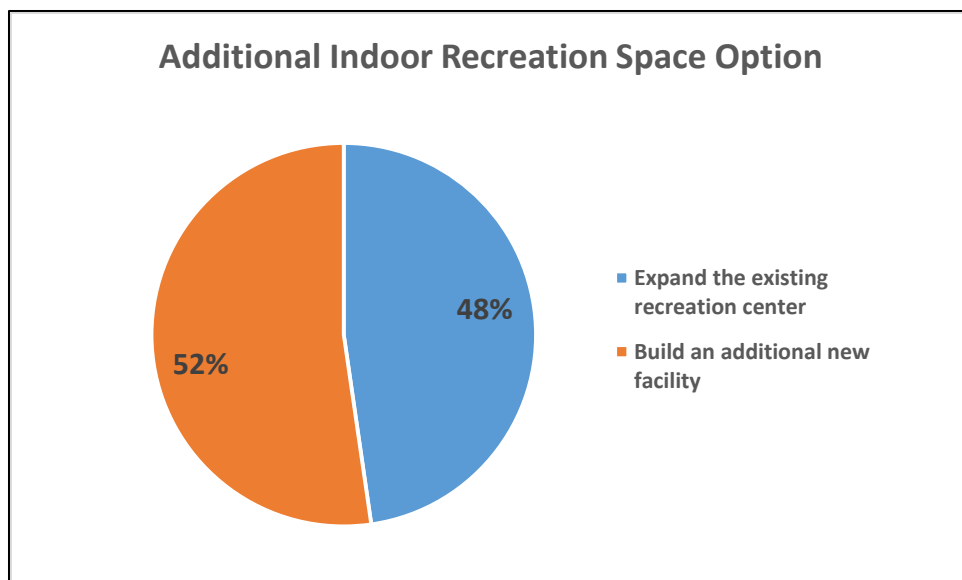 Additional Indoor Recreation Space Option
48%
52%
Expand the existing
recreation center
Build an additional new
facility